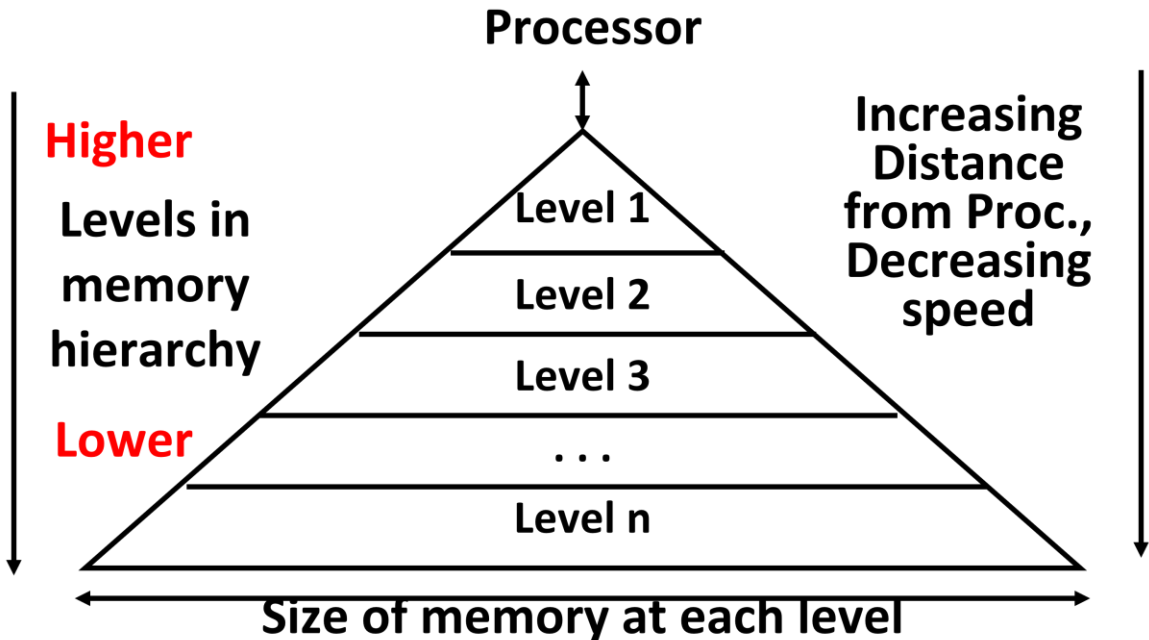 Processor
Higher
Levels in
memory
hierarchy
Lower
Level 1
Level 2
Level 3
...
Level n
Increasing
Distance
from Proc.,
Decreasing
speed
Size of memory at each level